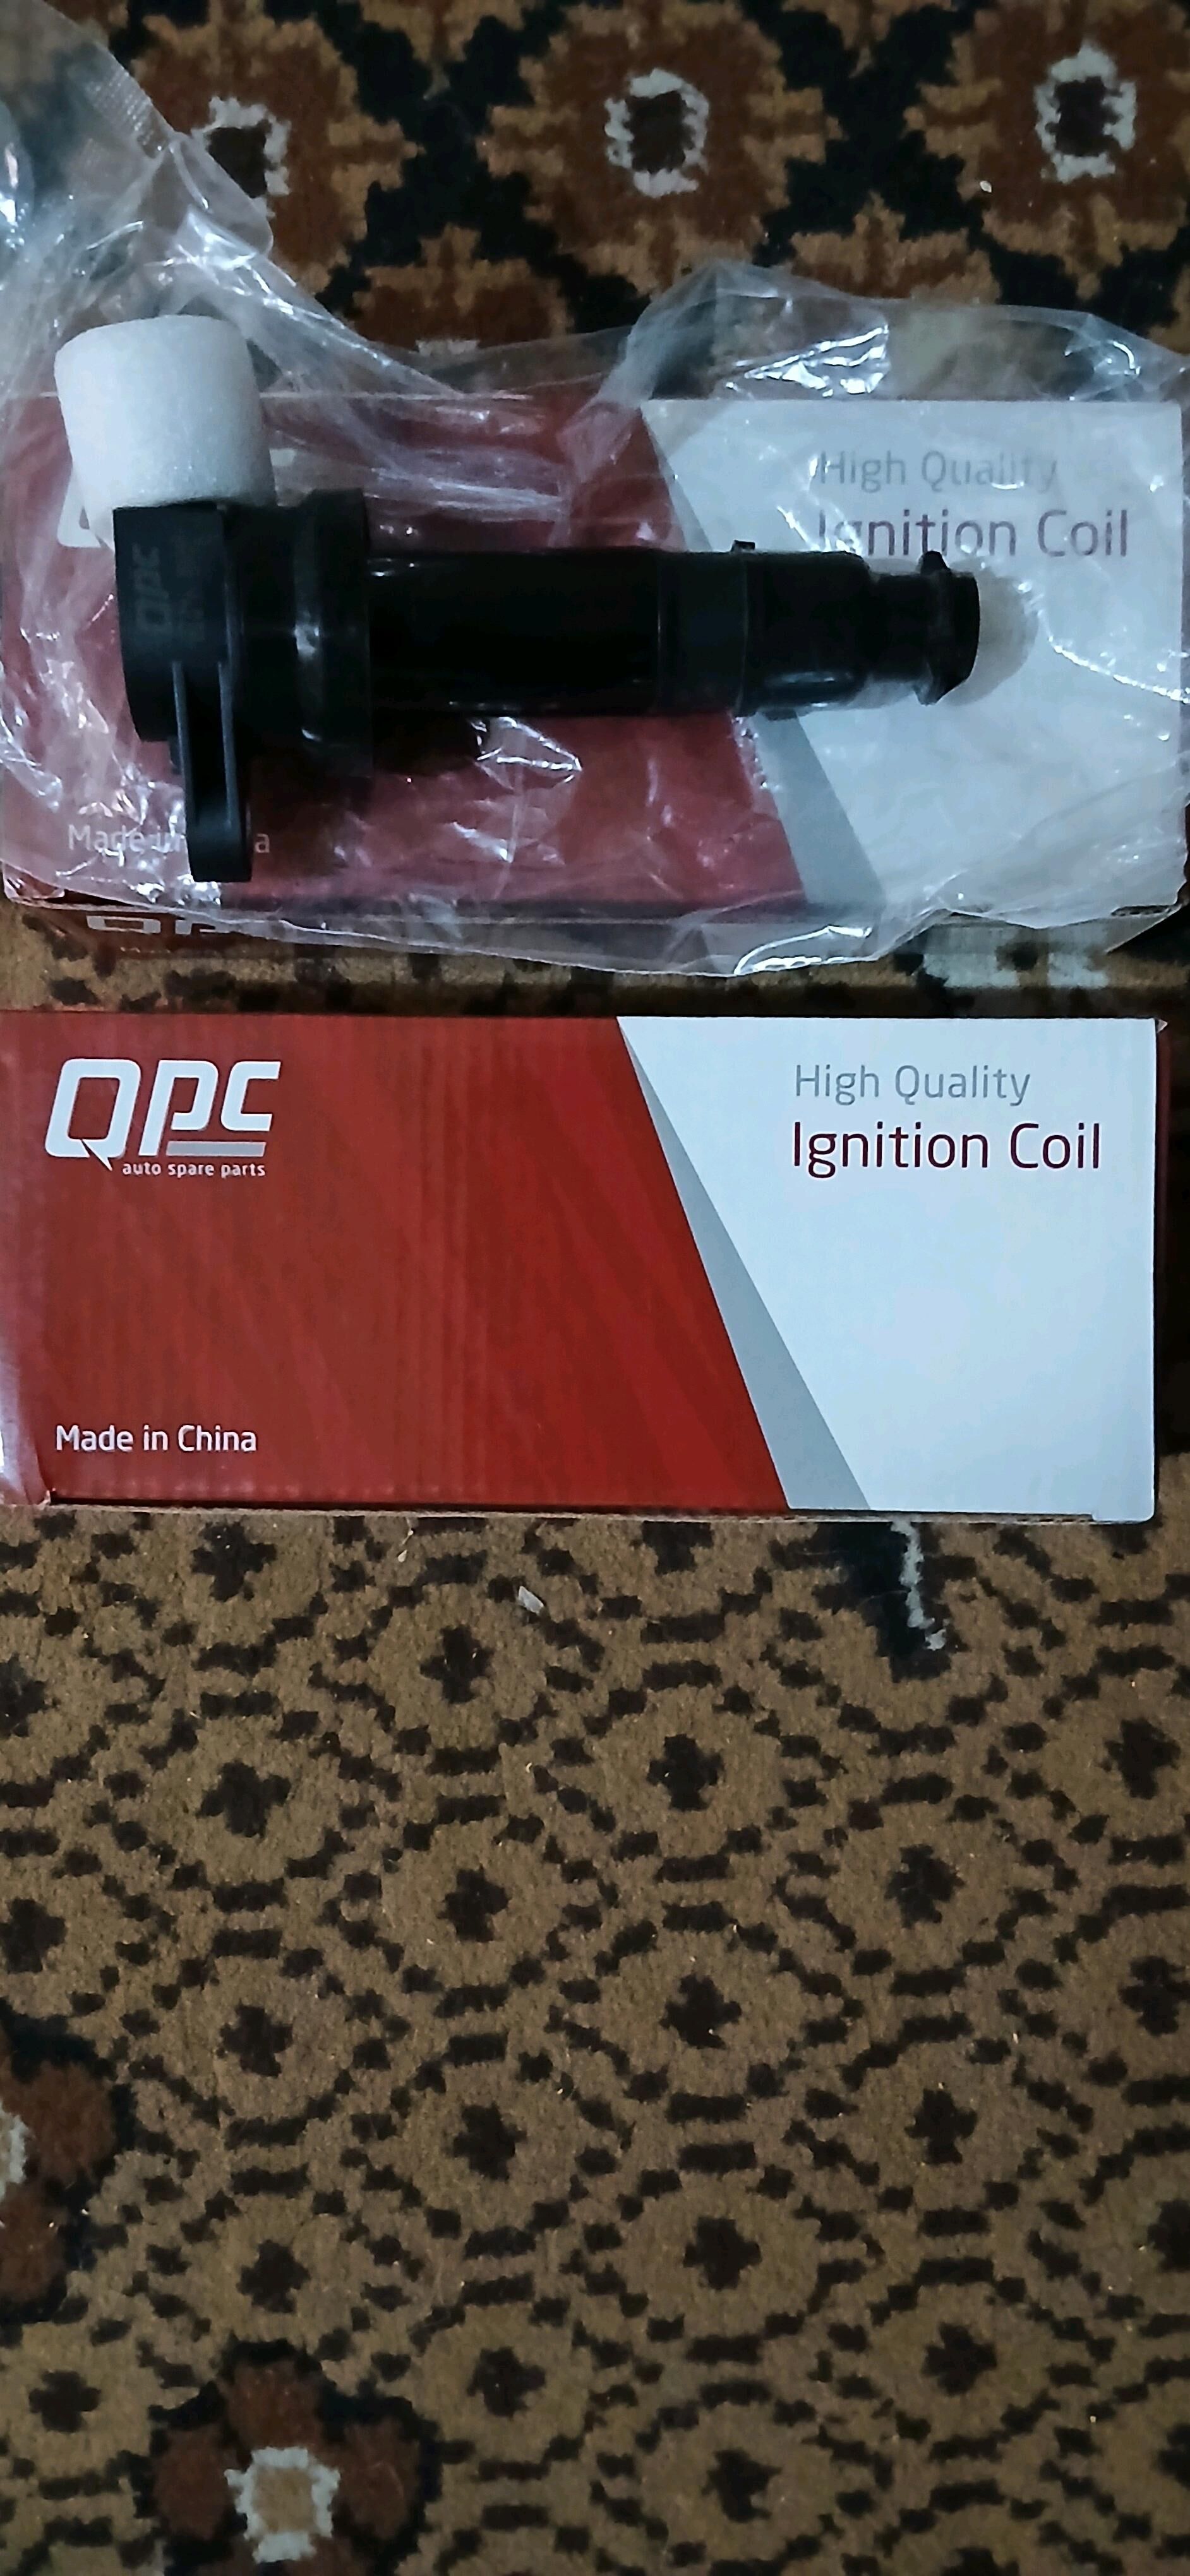 High Quality
Ignition Coil
QPC
QPC
High Quality
Ignition Coil
auto spare parts
Made in China